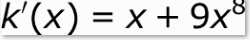 k′(x) = x + 9x⁸